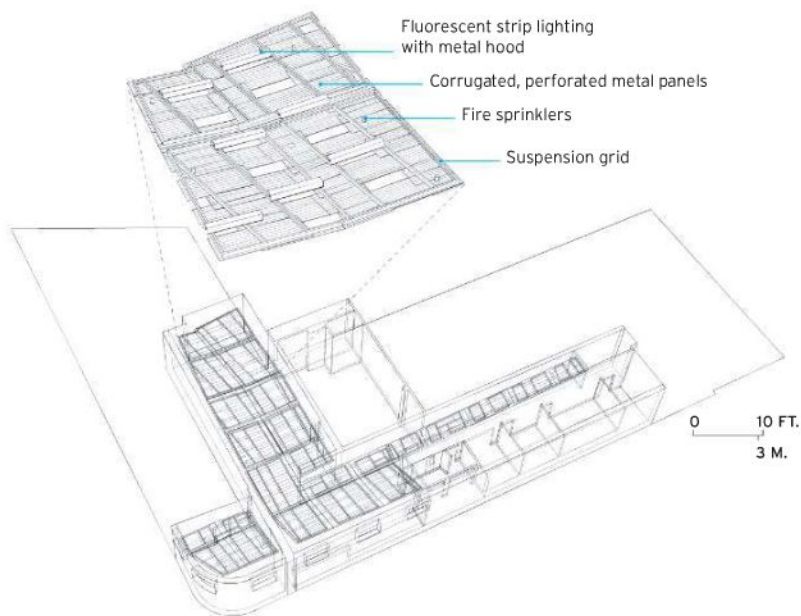 Fluorescent strip lighting
with metal hood
Corrugated, perforated metal panels
Fire sprinklers
Suspension grid
0 10 FT.
3 M.